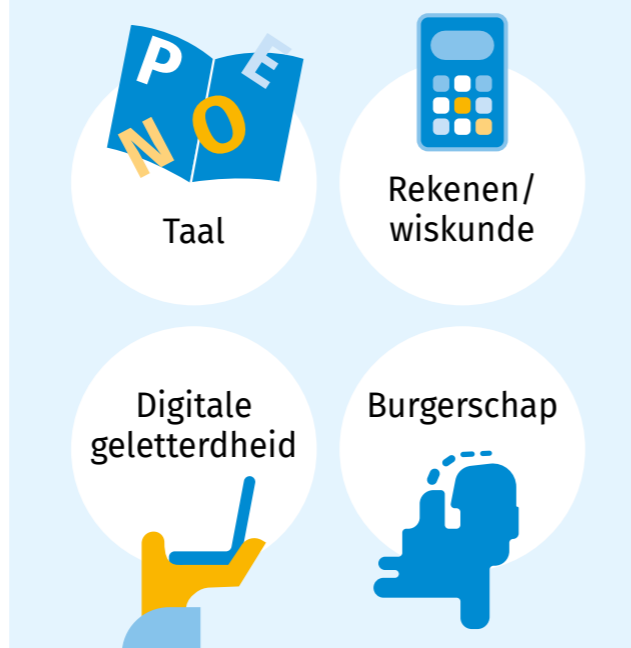 P
E
N
O
Taal
Rekenen/
wiskunde
Digitale
geletterdheid
Burgerschap